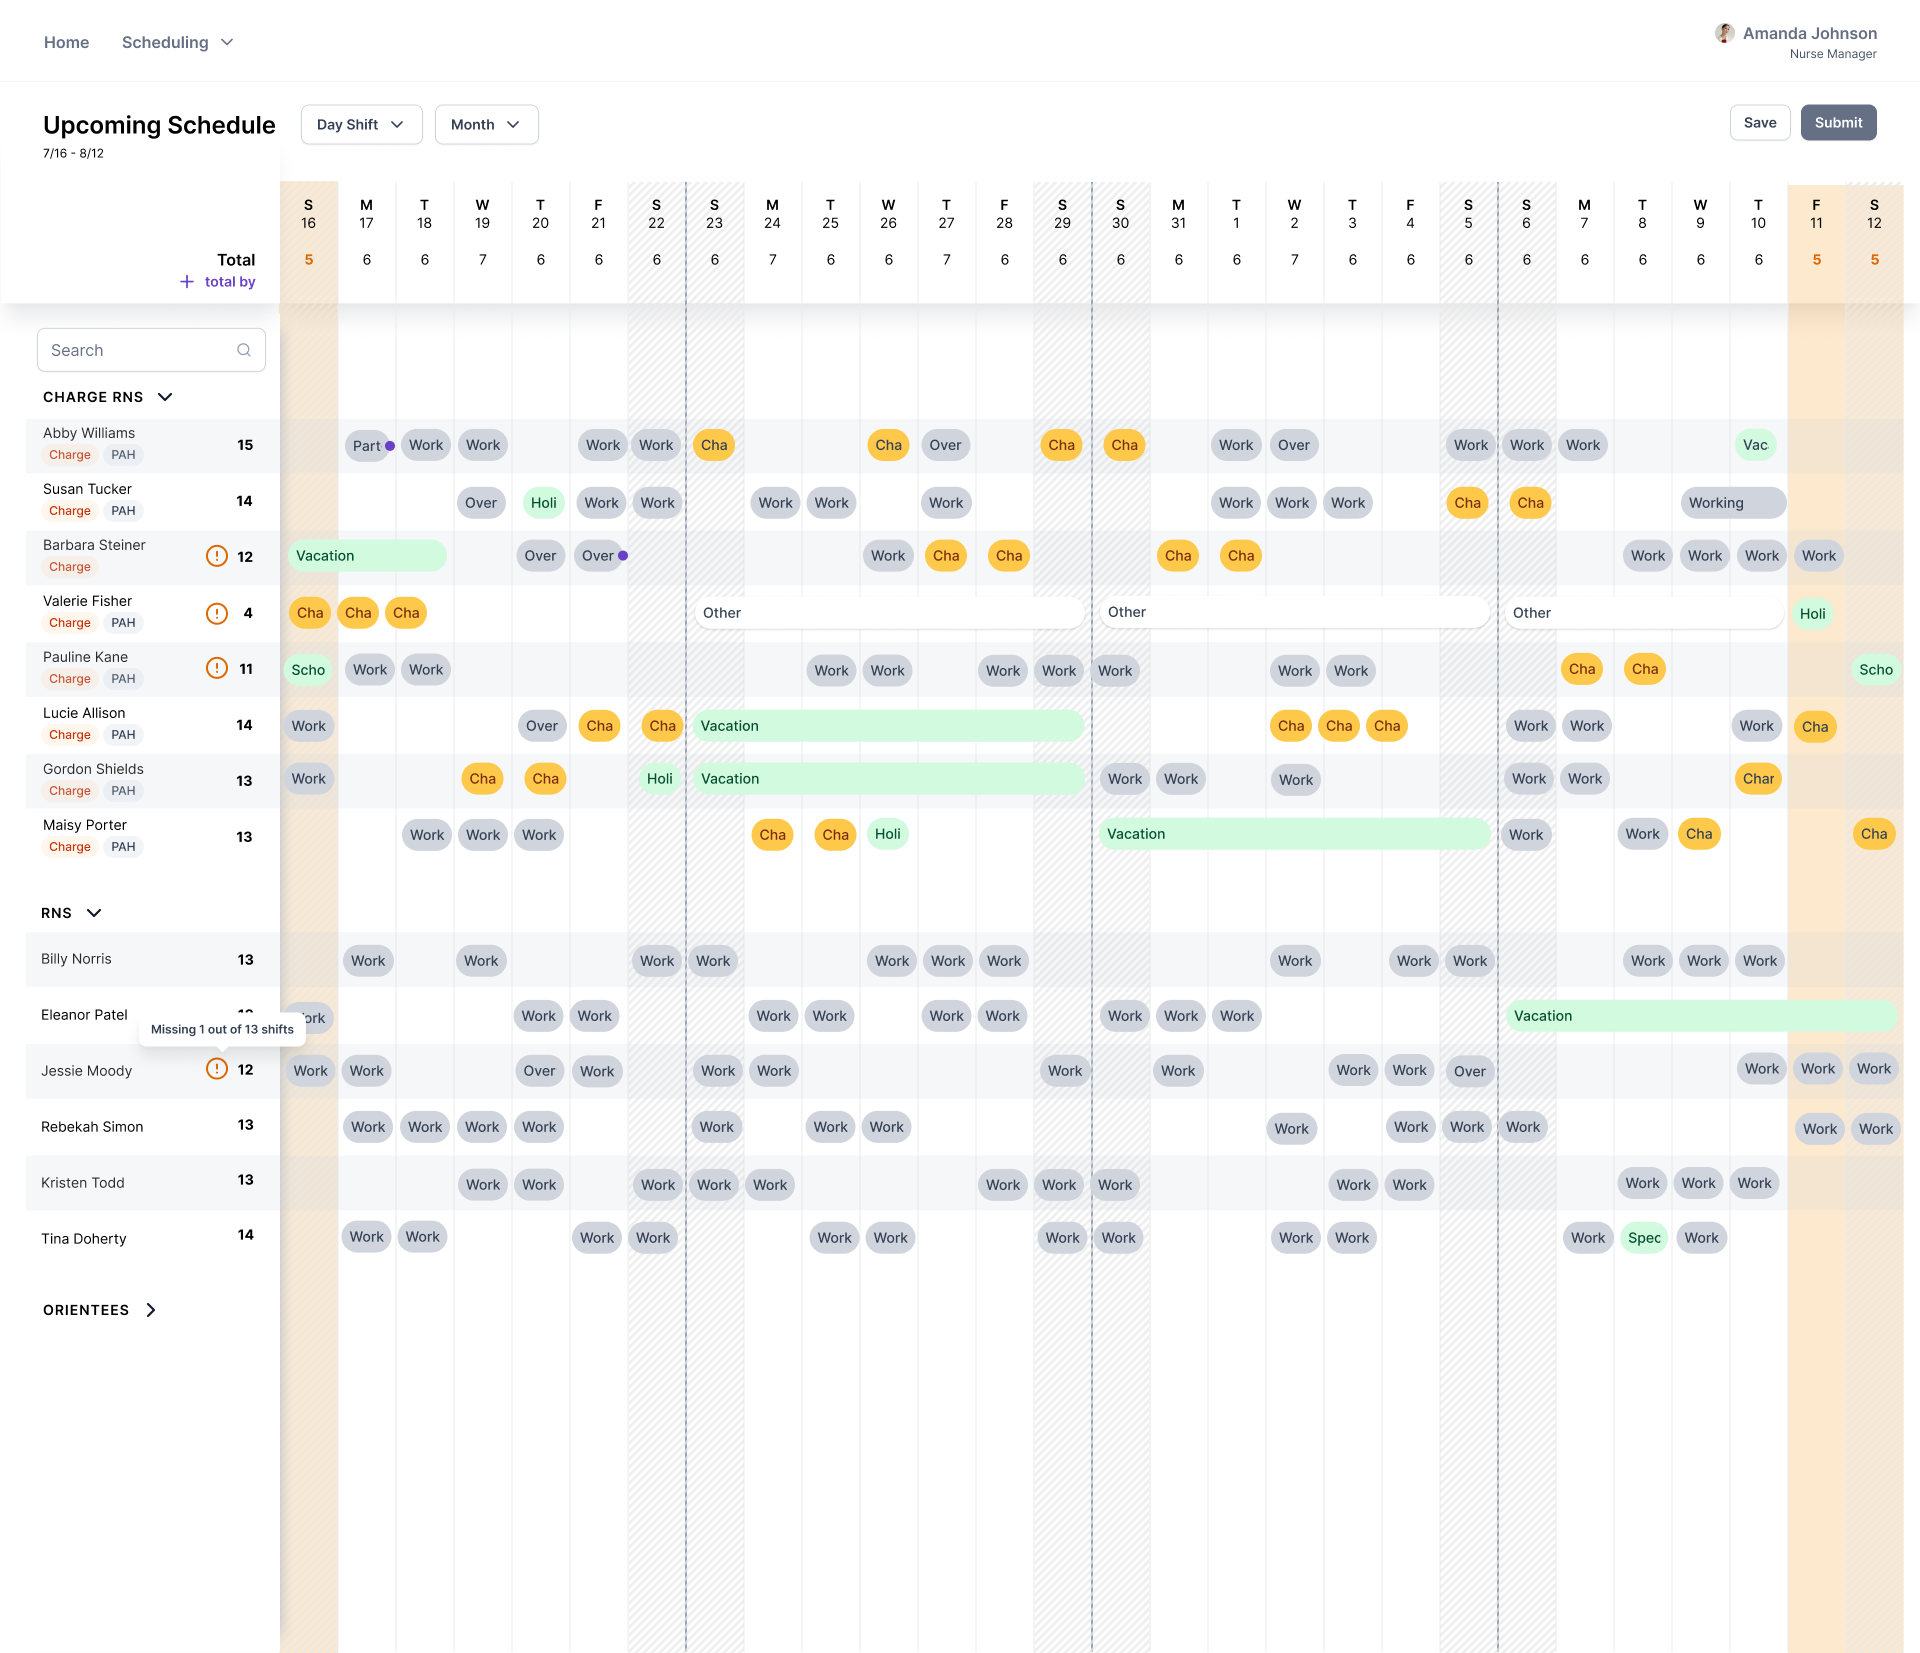 Home Scheduling
Amanda Johnson
Nurse Manager
Upcoming Schedule Day Shift Month Save Submit
7/16 - 8/12
S M T W T F S S M T W T F S S M T W T F S S M T W T F S
16 17 18 19 20 21 22 23 24 25 26 27 28 29 30 31 1 2 3 4 5 6 7 8 9 10 11 12
Total 5 6 6 7 6 6 6 6 7 6 6 7 6 6 6 6 6 7 6 6 6 6 6 6 6 6 5 5
+ total by
Search
CHARGE RNS
Abby Williams
Charge PAH
15 Part Work Work Work Work Cha Cha Over Cha Cha Work Over Work Work Work Vac
Susan Tucker
Charge PAH
14 Over Holi Work Work Work Work Work Work Work Work Cha Cha Working
Barbara Steiner
Charge
12 Vacation Over Over Work Cha Cha Cha Cha Work Work Work Work
Valerie Fisher
Charge PAH
4 Cha Cha Cha Other Other Other Holi
Pauline Kane
Charge PAH
11 Scho Work Work Work Work Work Work Work Work Work Cha Cha Scho
Lucie Allison
Charge PAH
14 Work Over Cha Cha Vacation Cha Cha Cha Work Work Work Cha
Gordon Shields
Charge PAH
13 Work Cha Cha Holi Vacation Work Work Work Work Work Char
Maisy Porter
Charge PAH
13 Work Work Work Cha Cha Holi Vacation Work Work Cha Cha
RNS
Billy Norris 13 Work Work Work Work Work Work Work Work Work Work Work Work Work
Eleanor Patel Work Work Work Work Work Work Work Work Work Vacation
Missing 1 out of 13 shifts
Jessie Moody 12 Work Work Over Work Work Work Work Work Work Work Over Work Work Work
Rebekah Simon 13 Work Work Work Work Work Work Work Work Work Work Work Work Work
Kristen Todd 13 Work Work Work Work Work Work Work Work Work Work Work Work Work
Tina Doherty 14 Work Work Work Work Work Work Work Work Work Work Work Spec Work
ORIENTEES